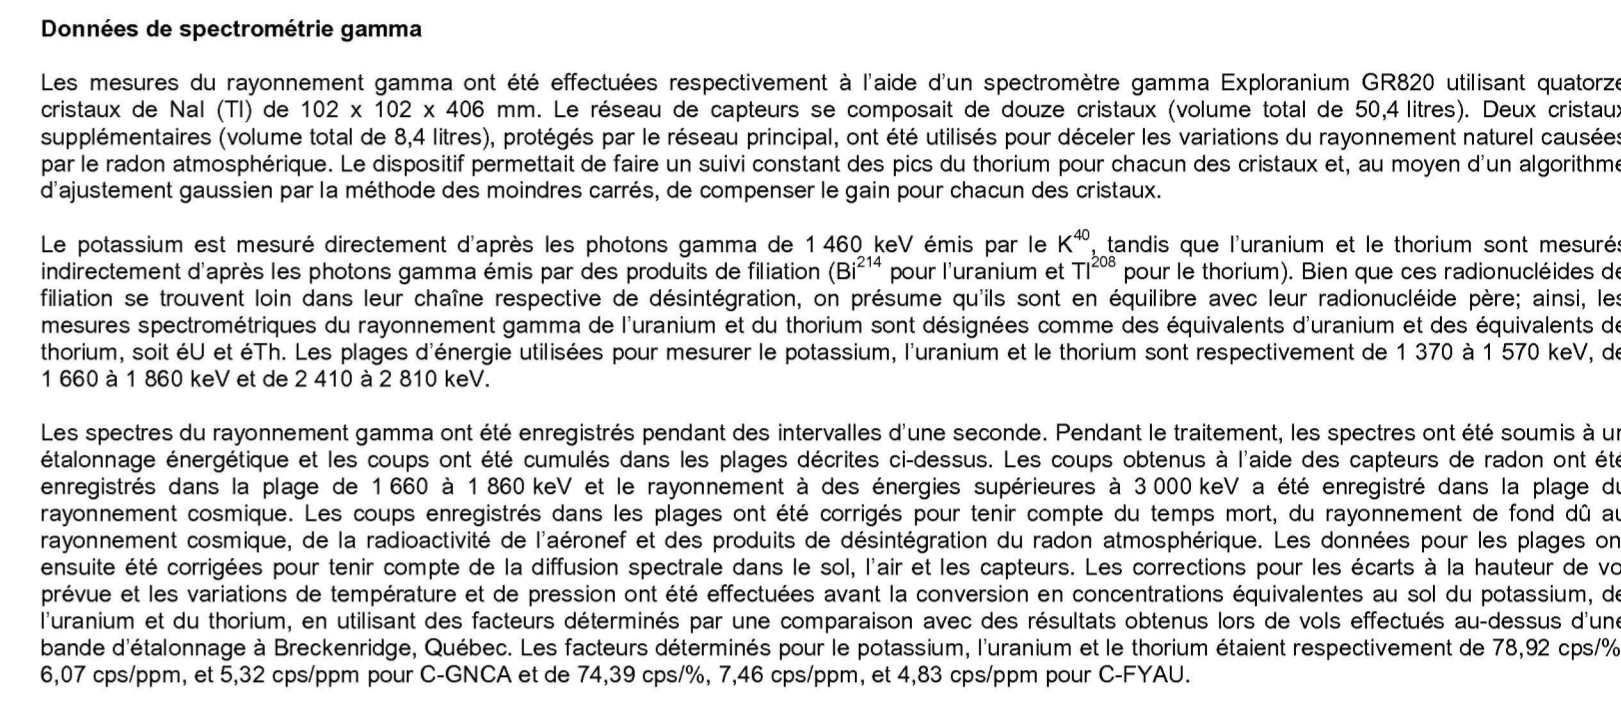 Données de spectrométrie gamma
Les mesures du rayonnement gamma ont été effectuées respectivement à l'aide d'un spectromètre gamma Exploranium GR820 utilisant quatorze
cristaux de NaI (Tl) de 102 x 102 x 406 mm. Le réseau de capteurs se composait de douze cristaux (volume total de 50,4 litres). Deux cristaux
supplémentaires (volume total de 8,4 litres), protégés par le réseau principal, ont été utilisés pour déceler les variations du rayonnement naturel causées
par le radon atmosphérique. Le dispositif permettait de faire un suivi constant des pics du thorium pour chacun des cristaux et, au moyen d'un algorithme
d'ajustement gaussien par la méthode des moindres carrés, de compenser le gain pour chacun des cristaux.
Le potassium est mesuré directement d'après les photons gamma de 1 460 keV émis par le K⁴⁰, tandis que l'uranium et le thorium sont mesurés
indirectement d'après les photons gamma émis par des produits de filiation (Bi²¹⁴ pour l'uranium et Tl²⁰⁸ pour le thorium). Bien que ces radionucléides de
filiation se trouvent loin dans leur chaîne respective de désintégration, on présume qu'ils sont en équilibre avec leur radionucléide père; ainsi, les
mesures spectrométriques du rayonnement gamma de l'uranium et du thorium sont désignées comme des équivalents d'uranium et des équivalents de
thorium, soit éU et éTh. Les plages d'énergie utilisées pour mesurer le potassium, l'uranium et le thorium sont respectivement de 1 370 à 1 570 keV, de
1 660 à 1 860 keV et de 2 410 à 2 810 keV.
Les spectres du rayonnement gamma ont été enregistrés pendant des intervalles d'une seconde. Pendant le traitement, les spectres ont été soumis à un
étalonnage énergétique et les coups ont été cumulés dans les plages décrites ci-dessus. Les coups obtenus à l'aide des capteurs de radon ont été
enregistrés dans la plage de 1 660 à 1 860 keV et le rayonnement à des énergies supérieures à 3 000 keV a été enregistré dans la plage du
rayonnement cosmique. Les coups enregistrés dans les plages ont été corrigés pour tenir compte du temps mort, du rayonnement de fond dû au
rayonnement cosmique, de la radioactivité de l'aéronef et des produits de désintégration du radon atmosphérique. Les données pour les plages on
ensuite été corrigées pour tenir compte de la diffusion spectrale dans le sol, l'air et les capteurs. Les corrections pour les écarts à la hauteur de vo
prévue et les variations de température et de pression ont été effectuées avant la conversion en concentrations équivalentes au sol du potassium, de
l'uranium et du thorium, en utilisant des facteurs déterminés par une comparaison avec des résultats obtenus lors de vols effectués au-dessus d'une
bande d'étalonnage à Breckenridge, Québec. Les facteurs déterminés pour le potassium, l'uranium et le thorium étaient respectivement de 78,92 cps/%
6,07 cps/ppm, et 5,32 cps/ppm pour C-GNCA et de 74,39 cps/%, 7,46 cps/ppm, et 4,83 cps/ppm pour C-FYAU.